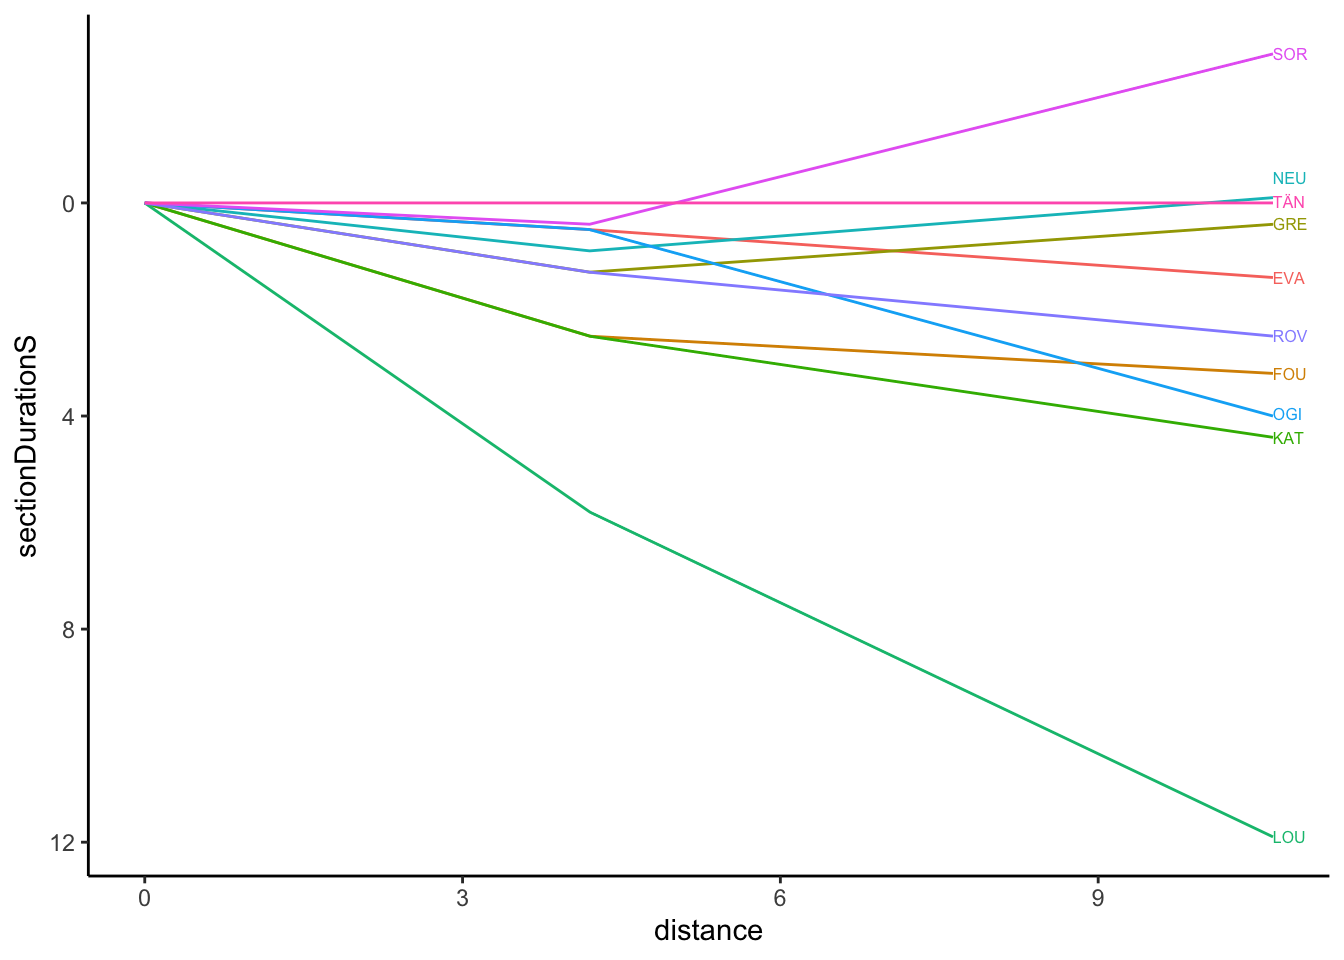 SOR
NEU
0
TÄN
GRE
EVA
ROV
FOU
4
OGI
KAT
8
12
LOU
0 3 6 9
distance
sectionDurationS